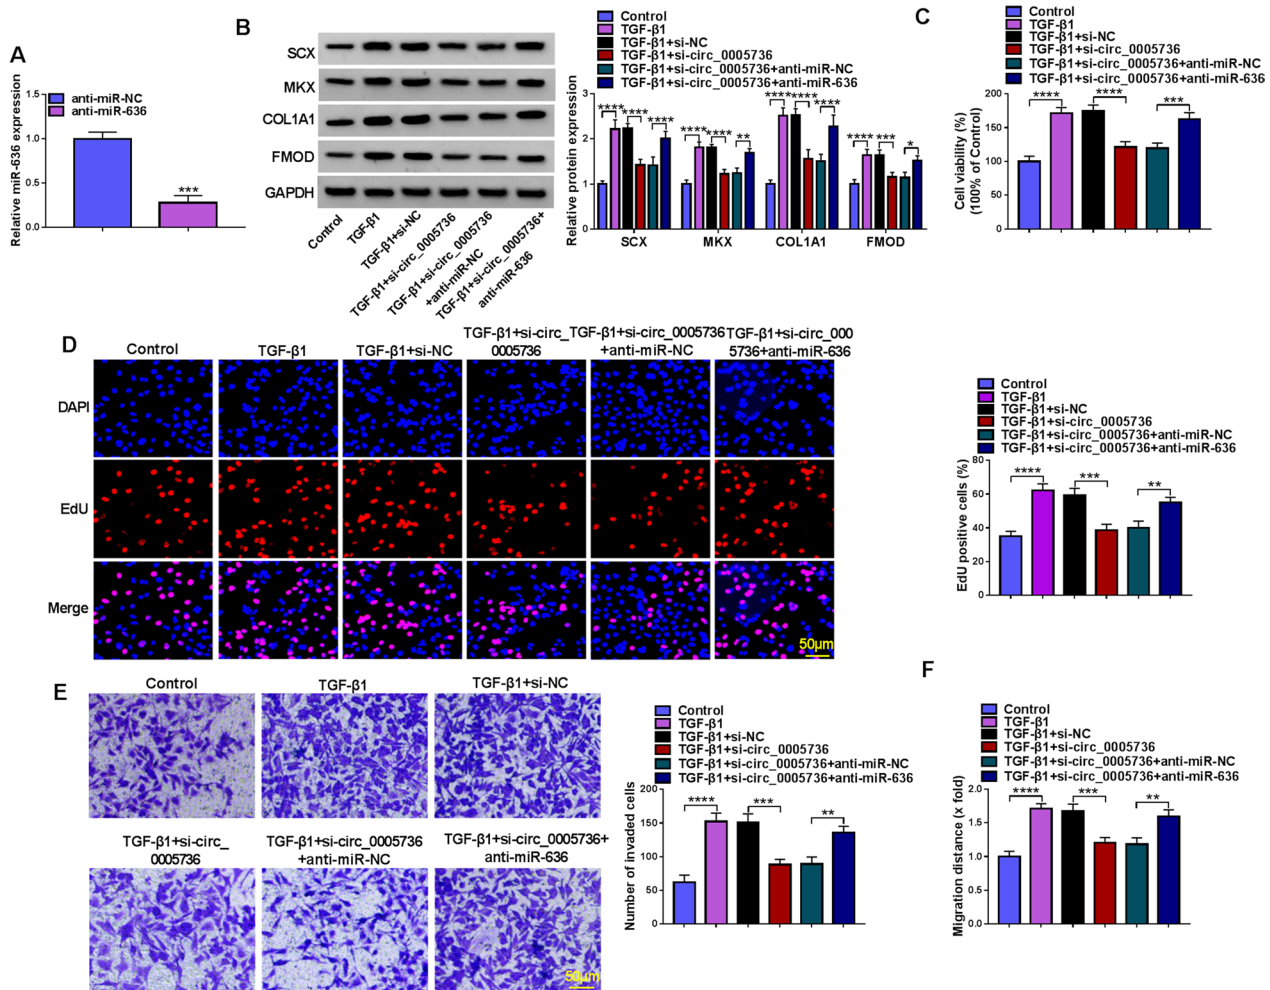 A
Relative miR-636 expression
1.5
1.0
0.5
0.0
anti-miR-NC
anti-miR-636
***
B
SCX
MKX
COL1A1
FMOD
GAPDH
Control
TGF-β1
TGF-β1+si-NC
TGF-β1+si-circ_0005736
TGF-β1+si-circ_0005736
+anti-miR-NC
TGF-β1+si-circ_0005736+
anti-miR-636
Control
TGF-β1
TGF-β1+si-NC
TGF-β1+si-circ_0005736
TGF-β1+si-circ_0005736+anti-miR-NC
TGF-β1+si-circ_0005736+anti-miR-636
Relative protein expression
3
2
1
0
**** **** ****
**** **** **
**** **** ****
**** *** *
SCX MKX COL1A1 FMOD
C
Control
TGF-β1
TGF-β1+si-NC
TGF-β1+si-circ_0005736
TGF-β1+si-circ_0005736+anti-miR-NC
TGF-β1+si-circ_0005736+anti-miR-636
Cell viability (%)
(100% of Control)
200
150
100
50
0
**** **** ***
D
Control
TGF-β1
TGF-β1+si-NC
TGF-β1+si-circ_
0005736
TGF-β1+si-circ_0005736
+anti-miR-NC
TGF-β1+si-circ_000
5736+anti-miR-636
DAPI
EdU
Merge
50μm
Control
TGF-β1
TGF-β1+si-NC
TGF-β1+si-circ_0005736
TGF-β1+si-circ_0005736+anti-miR-NC
TGF-β1+si-circ_0005736+anti-miR-636
EdU positive cells (%)
80
60
40
20
0
**** *** **
E
Control
TGF-β1
TGF-β1+si-NC
TGF-β1+si-circ_
0005736
TGF-β1+si-circ_0005736
+anti-miR-NC
TGF-β1+si-circ_0005736+
anti-miR-636
50μm
Control
TGF-β1
TGF-β1+si-NC
TGF-β1+si-circ_0005736
TGF-β1+si-circ_0005736+anti-miR-NC
TGF-β1+si-circ_0005736+anti-miR-636
Number of invaded cells
200
150
100
50
0
**** *** **
F
Control
TGF-β1
TGF-β1+si-NC
TGF-β1+si-circ_0005736
TGF-β1+si-circ_0005736+anti-miR-NC
TGF-β1+si-circ_0005736+anti-miR-636
Migration distance (x fold)
2.0
1.5
1.0
0.5
0.0
**** *** **